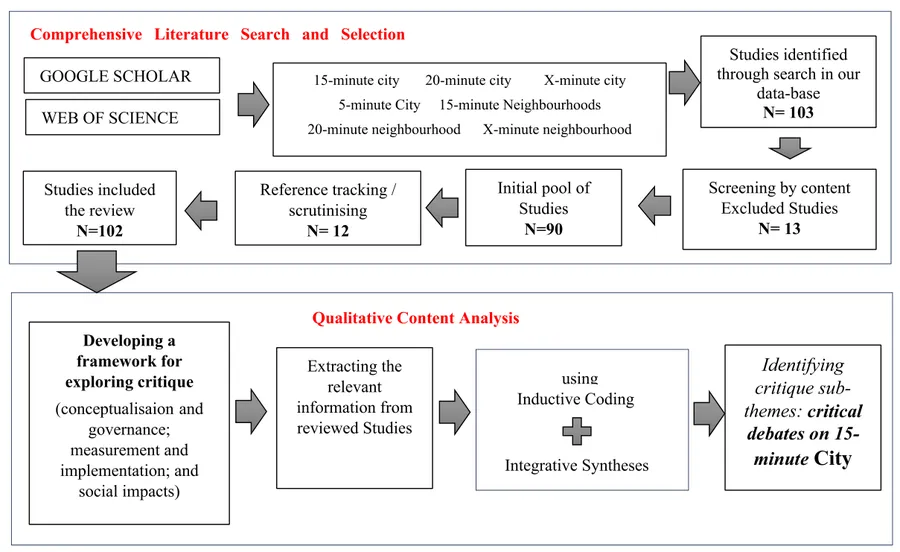 Comprehensive Literature Search and Selection
GOOGLE SCHOLAR
WEB OF SCIENCE
15-minute city 20-minute city X-minute city
5-minute City 15-minute Neighbourhoods
20-minute neighbourhood X-minute neighbourhood
Studies identified
through search in our
data-base
N= 103
Screening by content
Excluded Studies
N= 13
Initial pool of
Studies
N=90
Reference tracking /
scrutinising
N= 12
Studies included
the review
N=102
Qualitative Content Analysis
Developing a
framework for
exploring critique
(conceptualisaion and
governance;
measurement and
implementation; and
social impacts)
Extracting the
relevant
information from
reviewed Studies
using
Inductive Coding
Integrative Syntheses
Identifying
critique sub-
themes: critical
debates on 15-
minute City